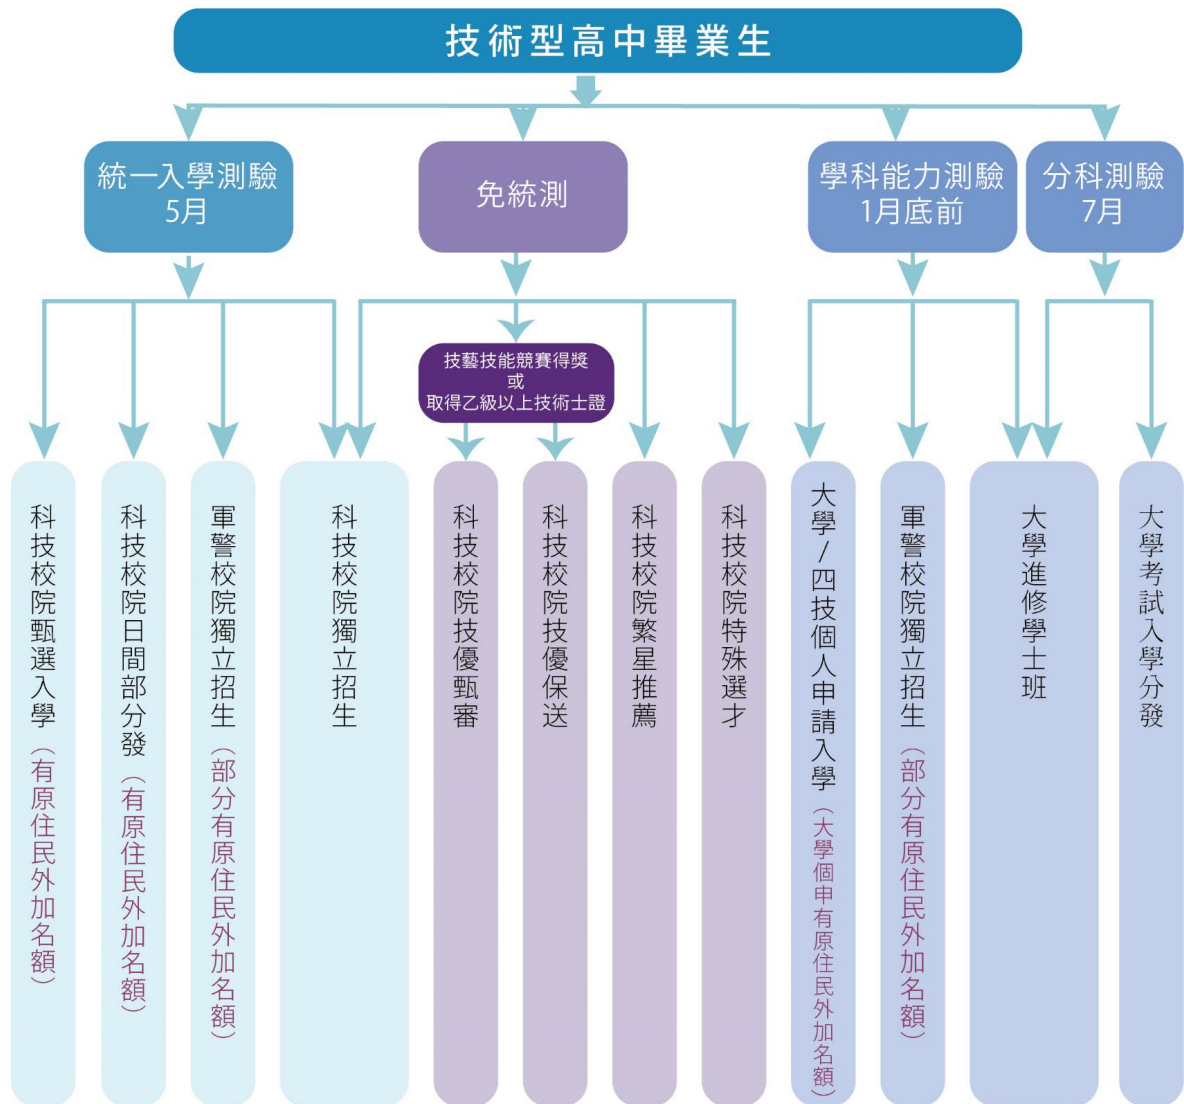 技術型高中畢業生
統一入學測驗
5月
免統測
學科能力測驗
1月底前
分科測驗
7月
技藝技能競賽得獎
或
取得乙級以上技術士證
科技校院甄選入學（有原住民外加名額）
科技校院日間部分發（有原住民外加名額）
軍警校院獨立招生（部分有原住民外加名額）
科技校院獨立招生
科技校院技優甄審
科技校院技優保送
科技校院繁星推薦
科技校院特殊選才
大學/四技個人申請入學（大學個申有原住民外加名額）
軍警校院獨立招生（部分有原住民外加名額）
大學進修學士班
大學考試入學分發